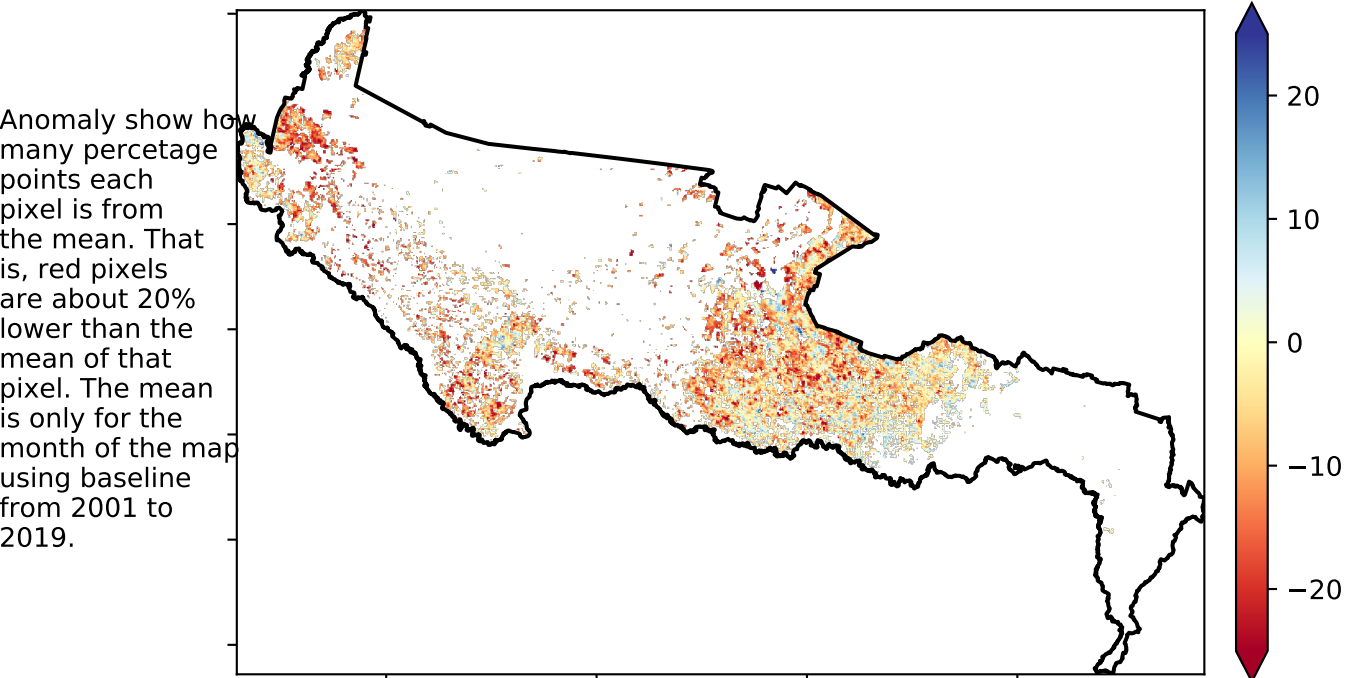 Anomaly show how
many percetage
points each
pixel is from
the mean. That
is, red pixels
are about 20%
lower than the
mean of that
pixel. The mean
is only for the
month of the map
using baseline
from 2001 to
2019.
20
10
0
−10
−20